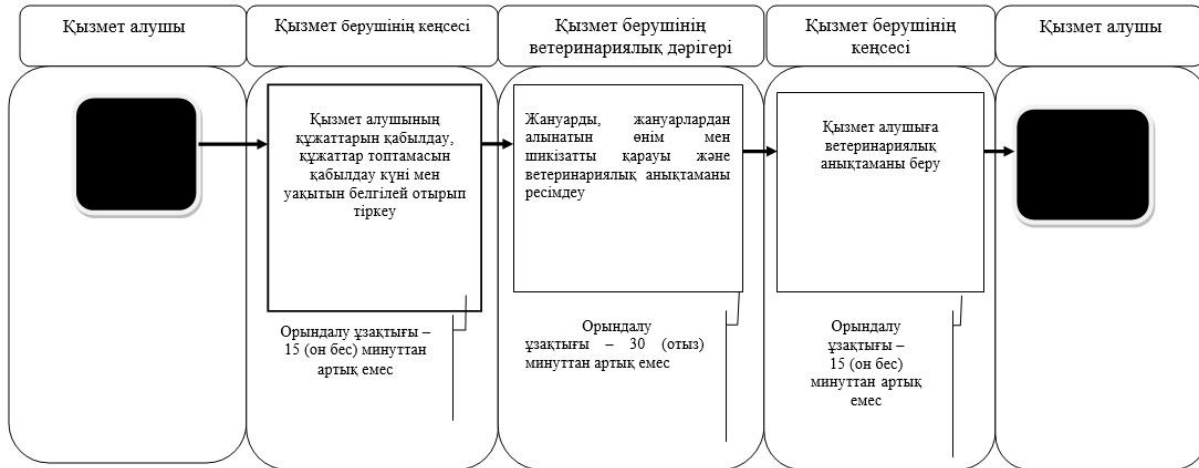 Қызмет алушы
Қызмет берушінің кеңсесі
Қызмет берушінің
ветеринариялық дәрігері
Қызмет берушінің
кеңсесі
Қызмет алушы
Қызмет алушының
құжаттарын қабылдау,
құжаттар топтамасын
қабылдау күні мен
уақытын белгілей отырып
тіркеу
Жануарды, жануарлардан
алынатын өнім мен
шикізатты қарауы және
ветеринариялық анықтаманы
ресімдеу
Қызмет алушыға
ветеринариялық
анықтаманы беру
Орындалу ұзақтығы –
15 (он бес) минуттан
артық емес
Орындалу
ұзақтығы – 30 (отыз)
минуттан артық емес
Орындалу
ұзақтығы –
15 (он бес)
минуттан артық
емес